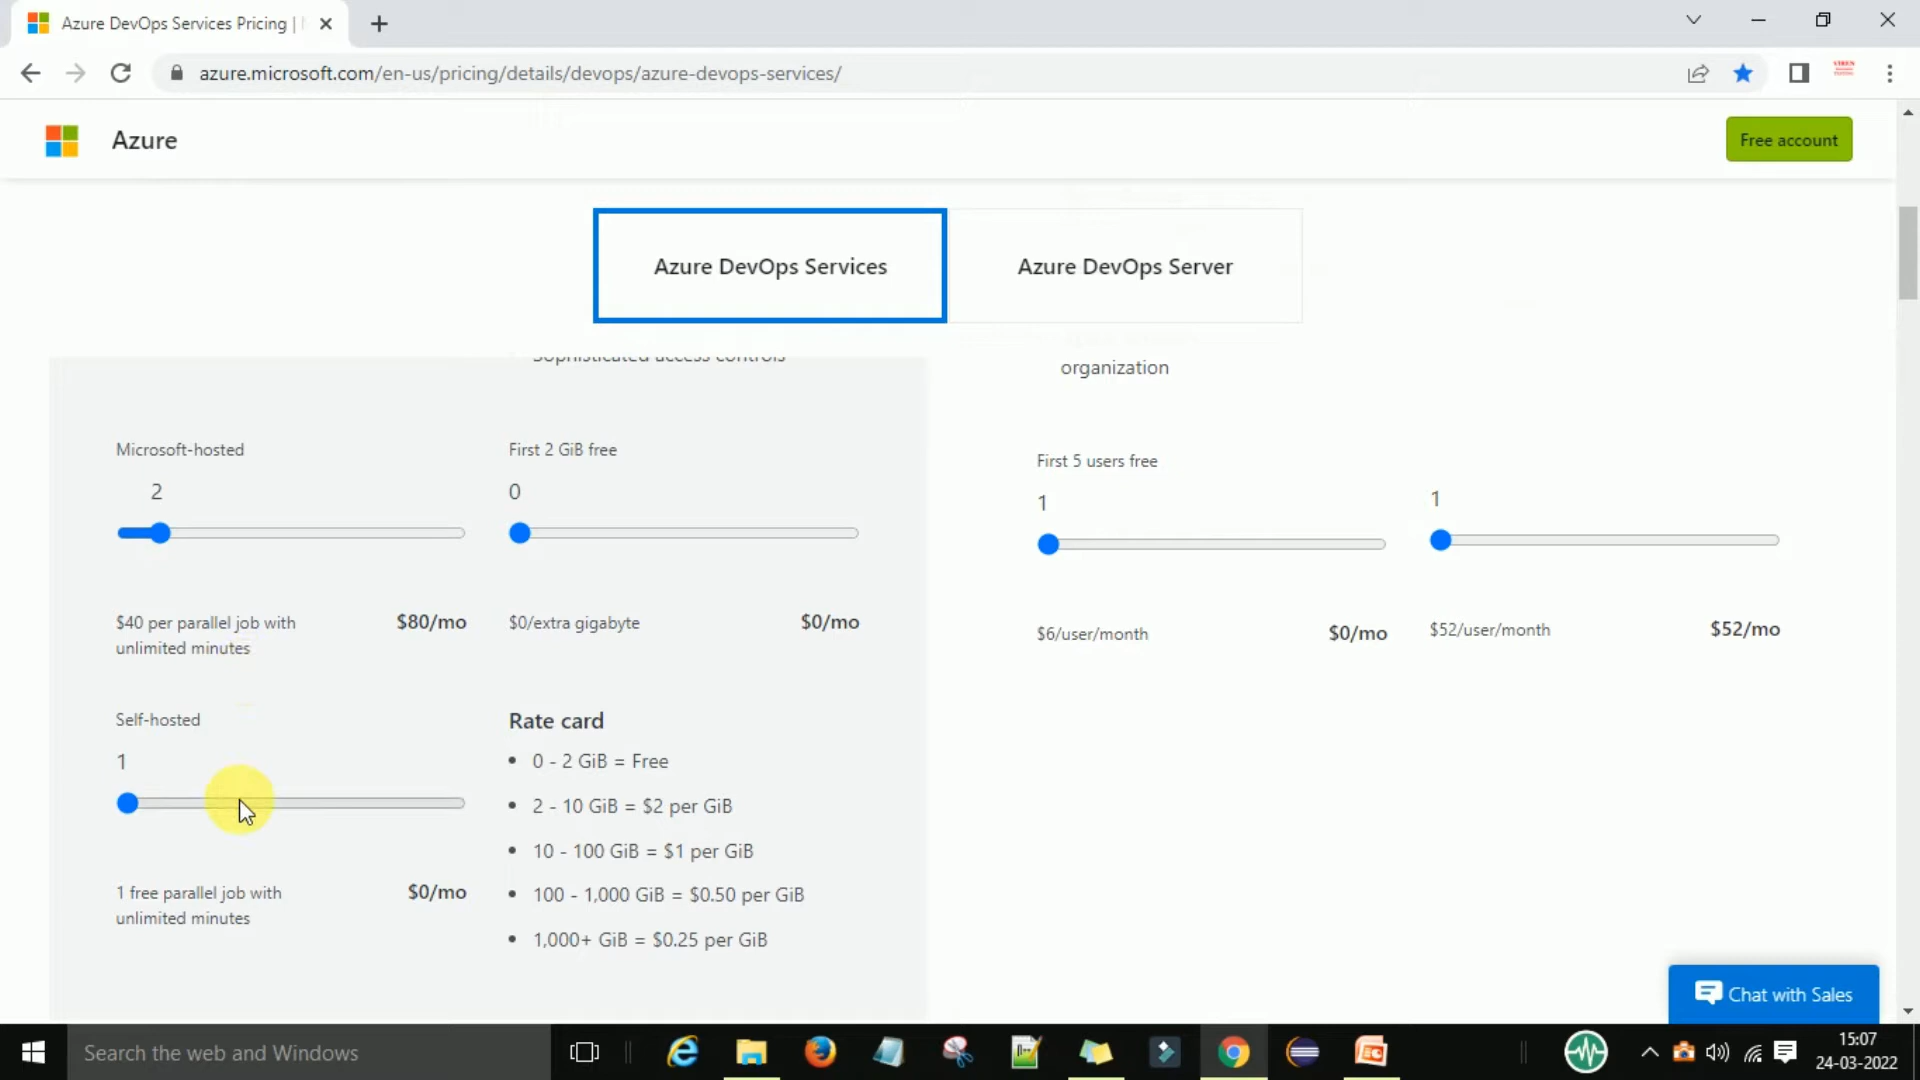 Azure DevOps Services Pricing |
azure.microsoft.com/en-us/pricing/details/devops/azure-devops-services/
Azure
Free account
Azure DevOps Services
Azure DevOps Server
Sophisticated access controls
organization
Microsoft-hosted
2
$40 per parallel job with
unlimited minutes
$80/mo
First 2 GiB free
0
$0/extra gigabyte
$0/mo
First 5 users free
1
$6/user/month
$0/mo
1
$52/user/month
$52/mo
Self-hosted
1
1 free parallel job with
unlimited minutes
$0/mo
Rate card
• 0 - 2 GiB = Free
• 2 - 10 GiB = $2 per GiB
• 10 - 100 GiB = $1 per GiB
• 100 - 1,000 GiB = $0.50 per GiB
• 1,000+ GiB = $0.25 per GiB
Chat with Sales
Search the web and Windows
15:07
24-03-2022